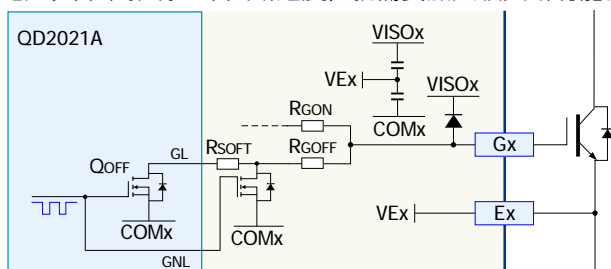 QD2021A
VISOx
VEx
VISOx
COMx
RGON
RSOFT
RGOFF
GL
QOFF
Gx
COMx
COMx
VEx
Ex
GNL